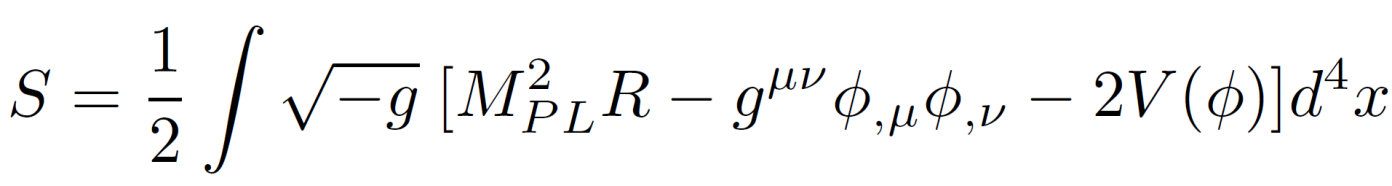 S = \frac{1}{2} \int \sqrt{-g} \, [M_{PL}^2 R - g^{\mu\nu} \phi_{,\mu} \phi_{,\nu} - 2V(\phi)] d^4x